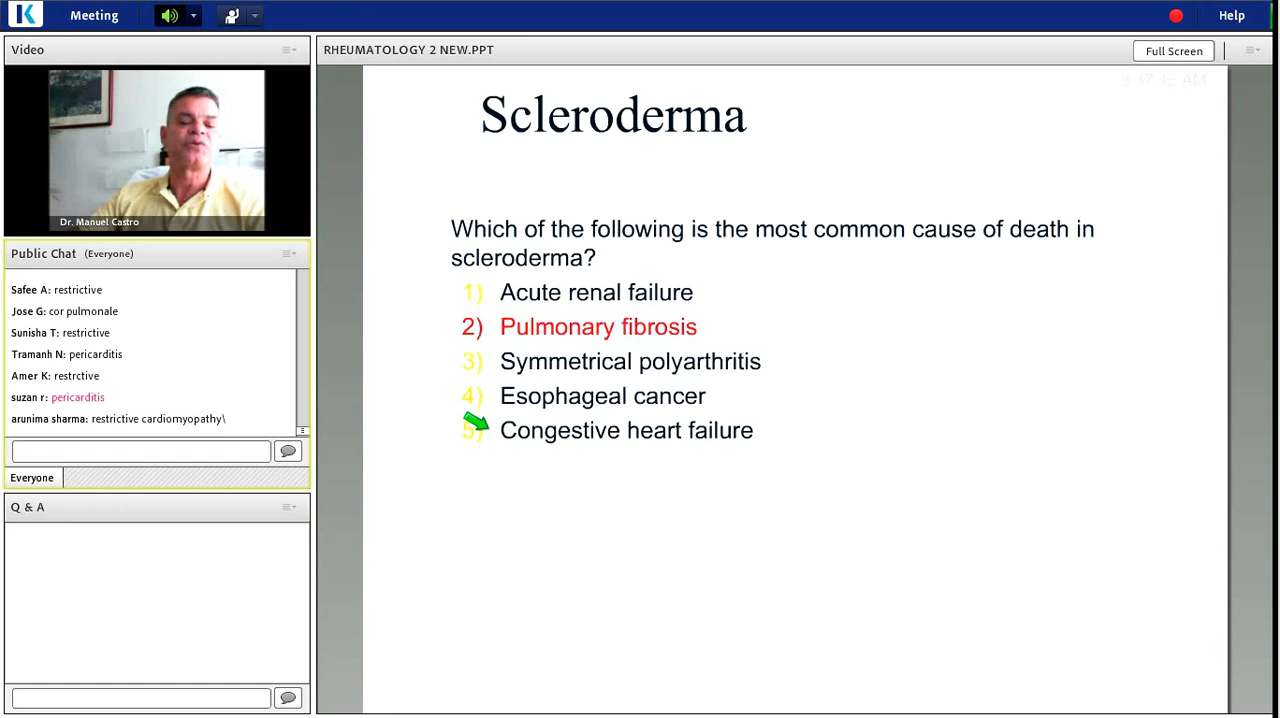 K
Meeting
Help
Video
Dr. Manuel Castro
Public Chat (Everyone)
Safee A: restrictive
Jose G: cor pulmonale
Sunisha T: restrictive
Tramanh N: pericarditis
Amer K: restrctive
suzan r: pericarditis
arunima sharma: restrictive cardiomyopathy\
Everyone
Q & A
RHEUMATOLOGY 2 NEW.PPT
Full Screen
Scleroderma
Which of the following is the most common cause of death in
scleroderma?
1) Acute renal failure
2) Pulmonary fibrosis
3) Symmetrical polyarthritis
4) Esophageal cancer
5) Congestive heart failure